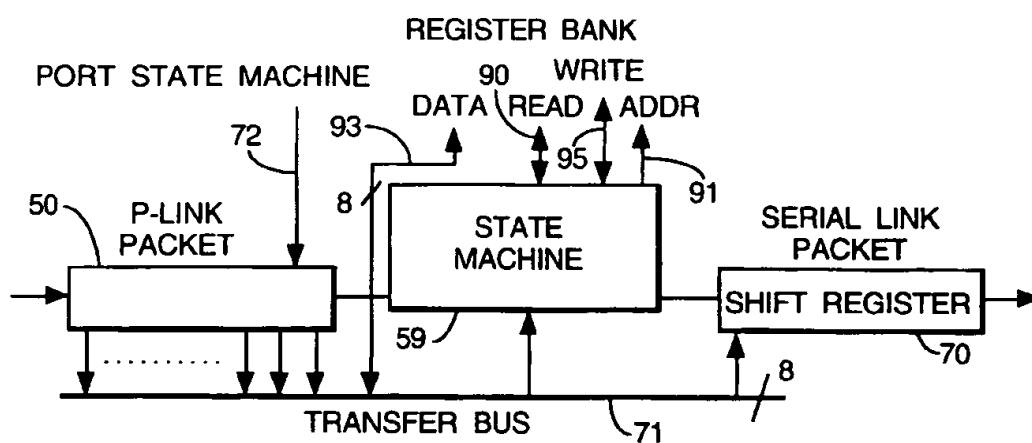 REGISTER BANK
PORT STATE MACHINE
90
WRITE
DATA READ ADDR
93
72
95
91
8
50
P-LINK
PACKET
STATE
MACHINE
SERIAL LINK
PACKET
SHIFT REGISTER
59
70
8
TRANSFER BUS
71